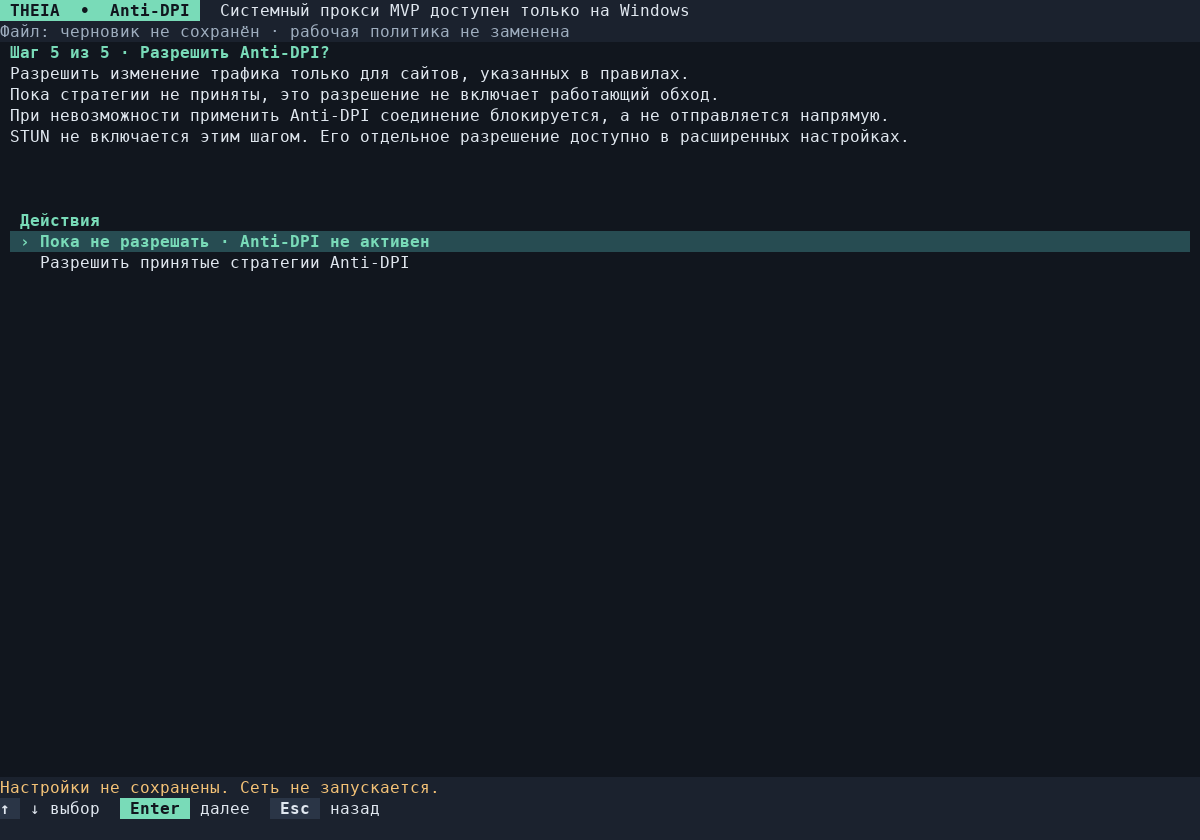 THEIA • Anti-DPI Системный прокси MVP доступен только на Windows
Файл: черновик не сохранён · рабочая политика не заменена
Шаг 5 из 5 · Разрешить Anti-DPI?
Разрешить изменение трафика только для сайтов, указанных в правилах.
Пока стратегии не приняты, это разрешение не включает работающий обход.
При невозможности применить Anti-DPI соединение блокируется, а не отправляется напрямую.
STUN не включается этим шагом. Его отдельное разрешение доступно в расширенных настройках.
Действия
› Пока не разрешать · Anti-DPI не активен
Разрешить принятые стратегии Anti-DPI
Настройки не сохранены. Сеть не запускается.
↑ ↓ выбор Enter далее Esc назад